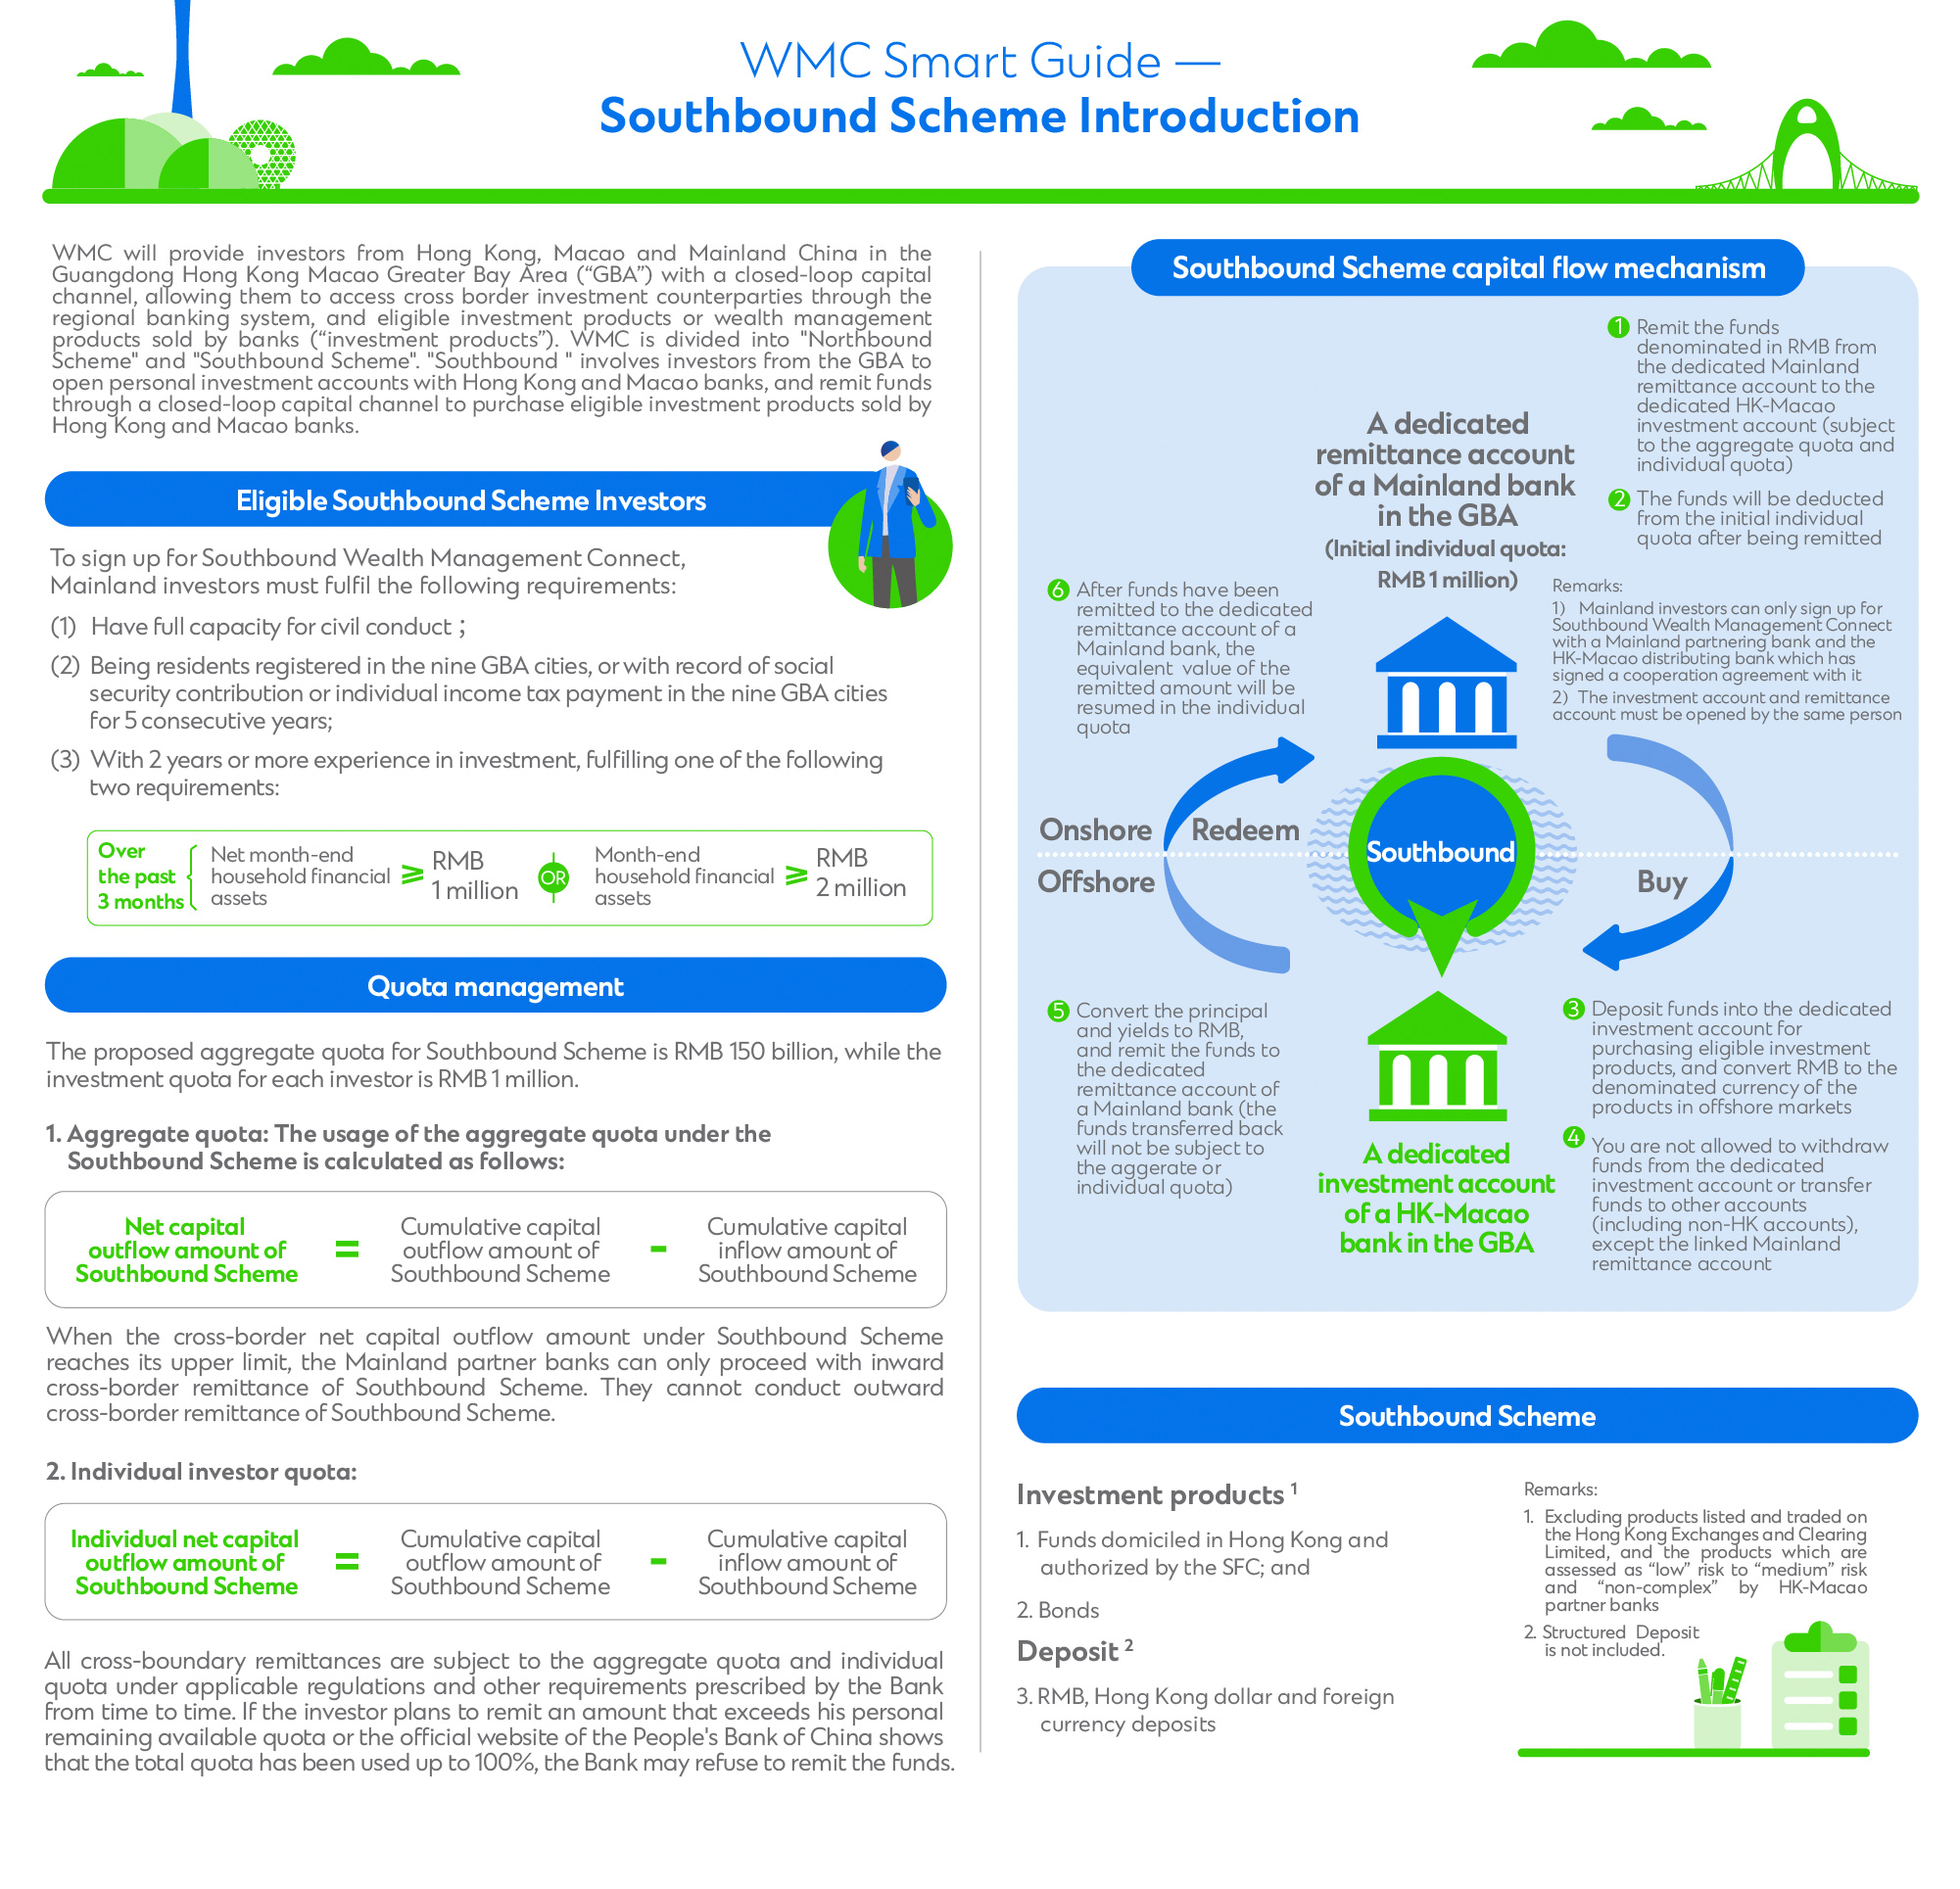 WMC Smart Guide —
Southbound Scheme Introduction
WMC will provide investors from Hong Kong, Macao and Mainland China in the
Guangdong Hong Kong Macao Greater Bay Area (“GBA”) with a closed-loop capital
channel, allowing them to access cross border investment counterparties through the
regional banking system, and eligible investment products or wealth management
products sold by banks (“investment products”). WMC is divided into "Northbound
Scheme" and "Southbound Scheme". "Southbound " involves investors from the GBA to
open personal investment accounts with Hong Kong and Macao banks, and remit funds
through a closed-loop capital channel to purchase eligible investment products sold by
Hong Kong and Macao banks.
Eligible Southbound Scheme Investors
To sign up for Southbound Wealth Management Connect,
Mainland investors must fulfil the following requirements:
(1) Have full capacity for civil conduct ;
(2) Being residents registered in the nine GBA cities, or with record of social
security contribution or individual income tax payment in the nine GBA cities
for 5 consecutive years;
(3) With 2 years or more experience in investment, fulfilling one of the following
two requirements:
Over
the past
3 months
Net month-end
household financial
assets
≥
RMB
1 million
OR
Month-end
household financial
assets
≥
RMB
2 million
Quota management
The proposed aggregate quota for Southbound Scheme is RMB 150 billion, while the
investment quota for each investor is RMB 1 million.
1. Aggregate quota: The usage of the aggregate quota under the
Southbound Scheme is calculated as follows:
Net capital
outflow amount of
Southbound Scheme
=
Cumulative capital
outflow amount of
Southbound Scheme
-
Cumulative capital
inflow amount of
Southbound Scheme
When the cross-border net capital outflow amount under Southbound Scheme
reaches its upper limit, the Mainland partner banks can only proceed with inward
cross-border remittance of Southbound Scheme. They cannot conduct outward
cross-border remittance of Southbound Scheme.
2. Individual investor quota:
Individual net capital
outflow amount of
Southbound Scheme
=
Cumulative capital
outflow amount of
Southbound Scheme
-
Cumulative capital
inflow amount of
Southbound Scheme
All cross-boundary remittances are subject to the aggregate quota and individual
quota under applicable regulations and other requirements prescribed by the Bank
from time to time. If the investor plans to remit an amount that exceeds his personal
remaining available quota or the official website of the People's Bank of China shows
that the total quota has been used up to 100%, the Bank may refuse to remit the funds.
Southbound Scheme capital flow mechanism
1 Remit the funds
denominated in RMB from
the dedicated Mainland
remittance account to the
dedicated HK-Macao
investment account (subject
to the aggregate quota and
individual quota)
2 The funds will be deducted
from the initial individual
quota after being remitted
A dedicated
remittance account
of a Mainland bank
in the GBA
(Initial individual quota:
RMB 1 million)
Remarks:
1) Mainland investors can only sign up for
Southbound Wealth Management Connect
with a Mainland partnering bank and the
HK-Macao distributing bank which has
signed a cooperation agreement with it
2) The investment account and remittance
account must be opened by the same person
6 After funds have been
remitted to the dedicated
remittance account of a
Mainland bank, the
equivalent value of the
remitted amount will be
resumed in the individual
quota
Onshore
Redeem
Southbound
Offshore
Buy
3 Deposit funds into the dedicated
investment account for
purchasing eligible investment
products, and convert RMB to the
denominated currency of the
products in offshore markets
4 You are not allowed to withdraw
funds from the dedicated
investment account or transfer
funds to other accounts
(including non-HK accounts),
except the linked Mainland
remittance account
5 Convert the principal
and yields to RMB,
and remit the funds to
the dedicated
remittance account of
a Mainland bank (the
funds transferred back
will not be subject to
the aggerate or
individual quota)
A dedicated
investment account
of a HK-Macao
bank in the GBA
Southbound Scheme
Investment products 1
1. Funds domiciled in Hong Kong and
authorized by the SFC; and
2. Bonds
Deposit 2
3. RMB, Hong Kong dollar and foreign
currency deposits
Remarks:
1. Excluding products listed and traded on
the Hong Kong Exchanges and Clearing
Limited, and the products which are
assessed as “low” risk to “medium” risk
and “non-complex” by HK-Macao
partner banks
2. Structured Deposit
is not included.